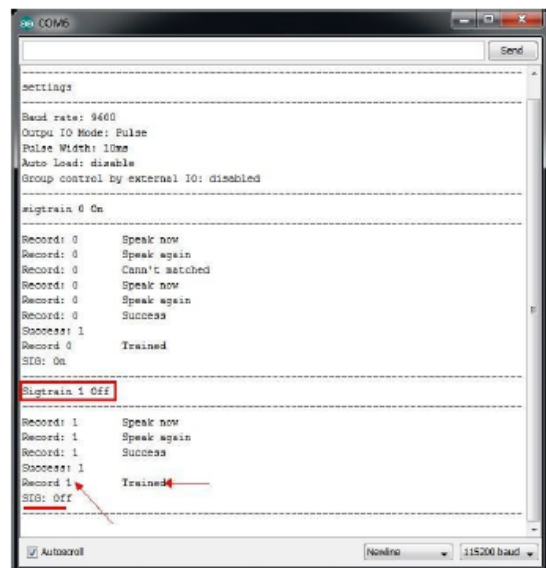 COM6
Send
settings
Baud rate: 9600
Outpu IO Mode: Pulse
Pulse Width: 10ms
Auto Load: disable
Group control by external IO: disabled
sigtrain 0 On
Record: 0 Speak now
Record: 0 Speak again
Record: 0 Cann't matched
Record: 0 Speak now
Record: 0 Speak again
Record: 0 Success
Success: 1
Record 0 Trained
SIG: On
Sigtrain 1 Off
Record: 1 Speak now
Record: 1 Speak again
Record: 1 Success
Success: 1
Record 1 Trained
SIG: Off
Autoscroll
Newline
115200 baud